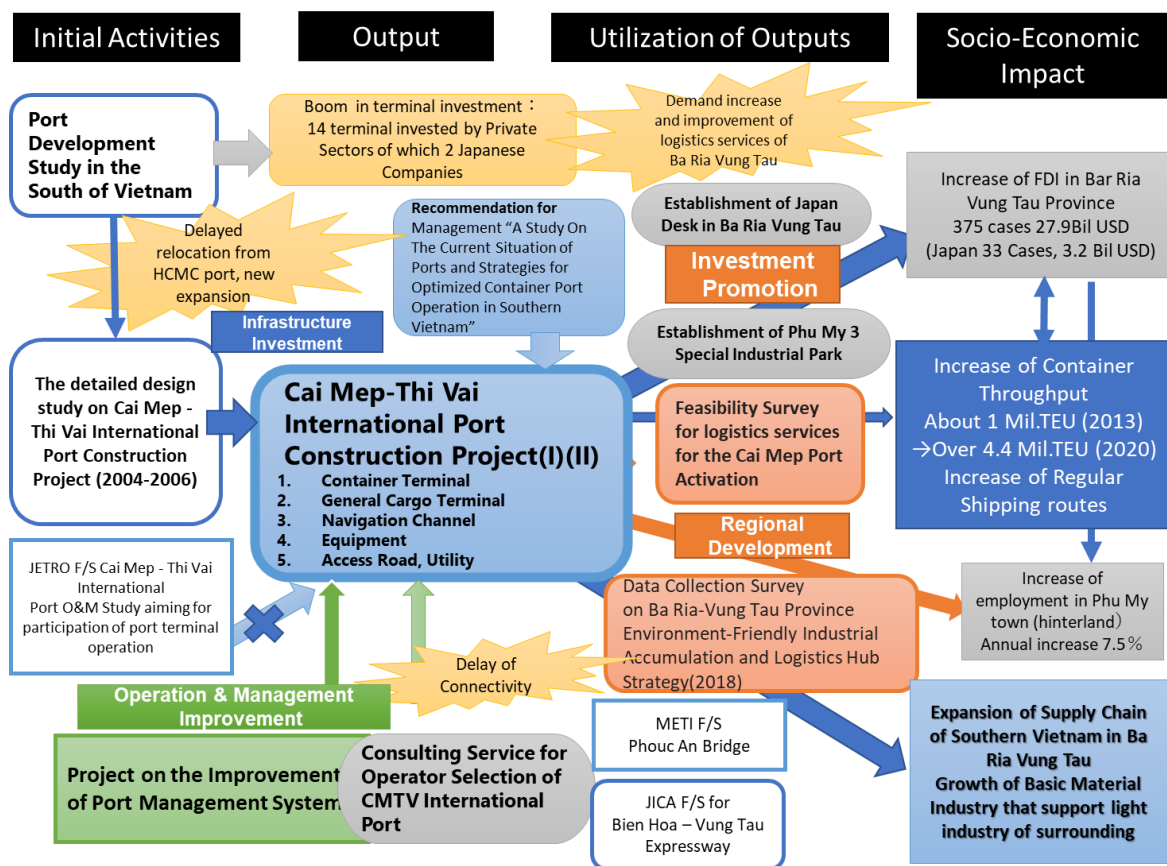 Initial Activities
Output
Utilization of Outputs
Socio-Economic
Impact
Port
Development
Study in the
South of Vietnam
Boom in terminal investment：
14 terminal invested by Private
Sectors of which 2 Japanese
Companies
Demand increase
and improvement of
logistics services of
Ba Ria Vung Tau
Delayed
relocation from
HCMC port, new
expansion
Recommendation for
Management "A Study On
The Current Situation of
Ports and Strategies for
Optimized Container Port
Operation in Southern
Vietnam"
Establishment of Japan
Desk in Ba Ria Vung Tau
Investment
Promotion
Establishment of Phu My 3
Special Industrial Park
Increase of FDI in Bar Ria
Vung Tau Province
375 cases 27.9Bil USD
(Japan 33 Cases, 3.2 Bil USD)
Infrastructure
Investment
The detailed design
study on Cai Mep -
Thi Vai International
Port Construction
Project (2004-2006)
Cai Mep-Thi Vai
International Port
Construction Project(I)(II)
1. Container Terminal
2. General Cargo Terminal
3. Navigation Channel
4. Equipment
5. Access Road, Utility
Feasibility Survey
for logistics services
for the Cai Mep Port
Activation
Increase of Container
Throughput
About 1 Mil.TEU (2013)
→Over 4.4 Mil.TEU (2020)
Increase of Regular
Shipping routes
Regional
Development
JETRO F/S Cai Mep - Thi Vai
International
Port O&M Study aiming for
participation of port terminal
operation
Data Collection Survey
on Ba Ria-Vung Tau Province
Environment-Friendly Industrial
Accumulation and Logistics Hub
Strategy(2018)
Increase of
employment in Phu My
town (hinterland）
Annual increase 7.5％
Delay of
Connectivity
Operation & Management
Improvement
Project on the Improvement
of Port Management System
Consulting Service for
Operator Selection of
CMTV International
Port
METI F/S
Phouc An Bridge
JICA F/S for
Bien Hoa – Vung Tau
Expressway
Expansion of Supply Chain
of Southern Vietnam in Ba
Ria Vung Tau
Growth of Basic Material
Industry that support light
industry of surrounding